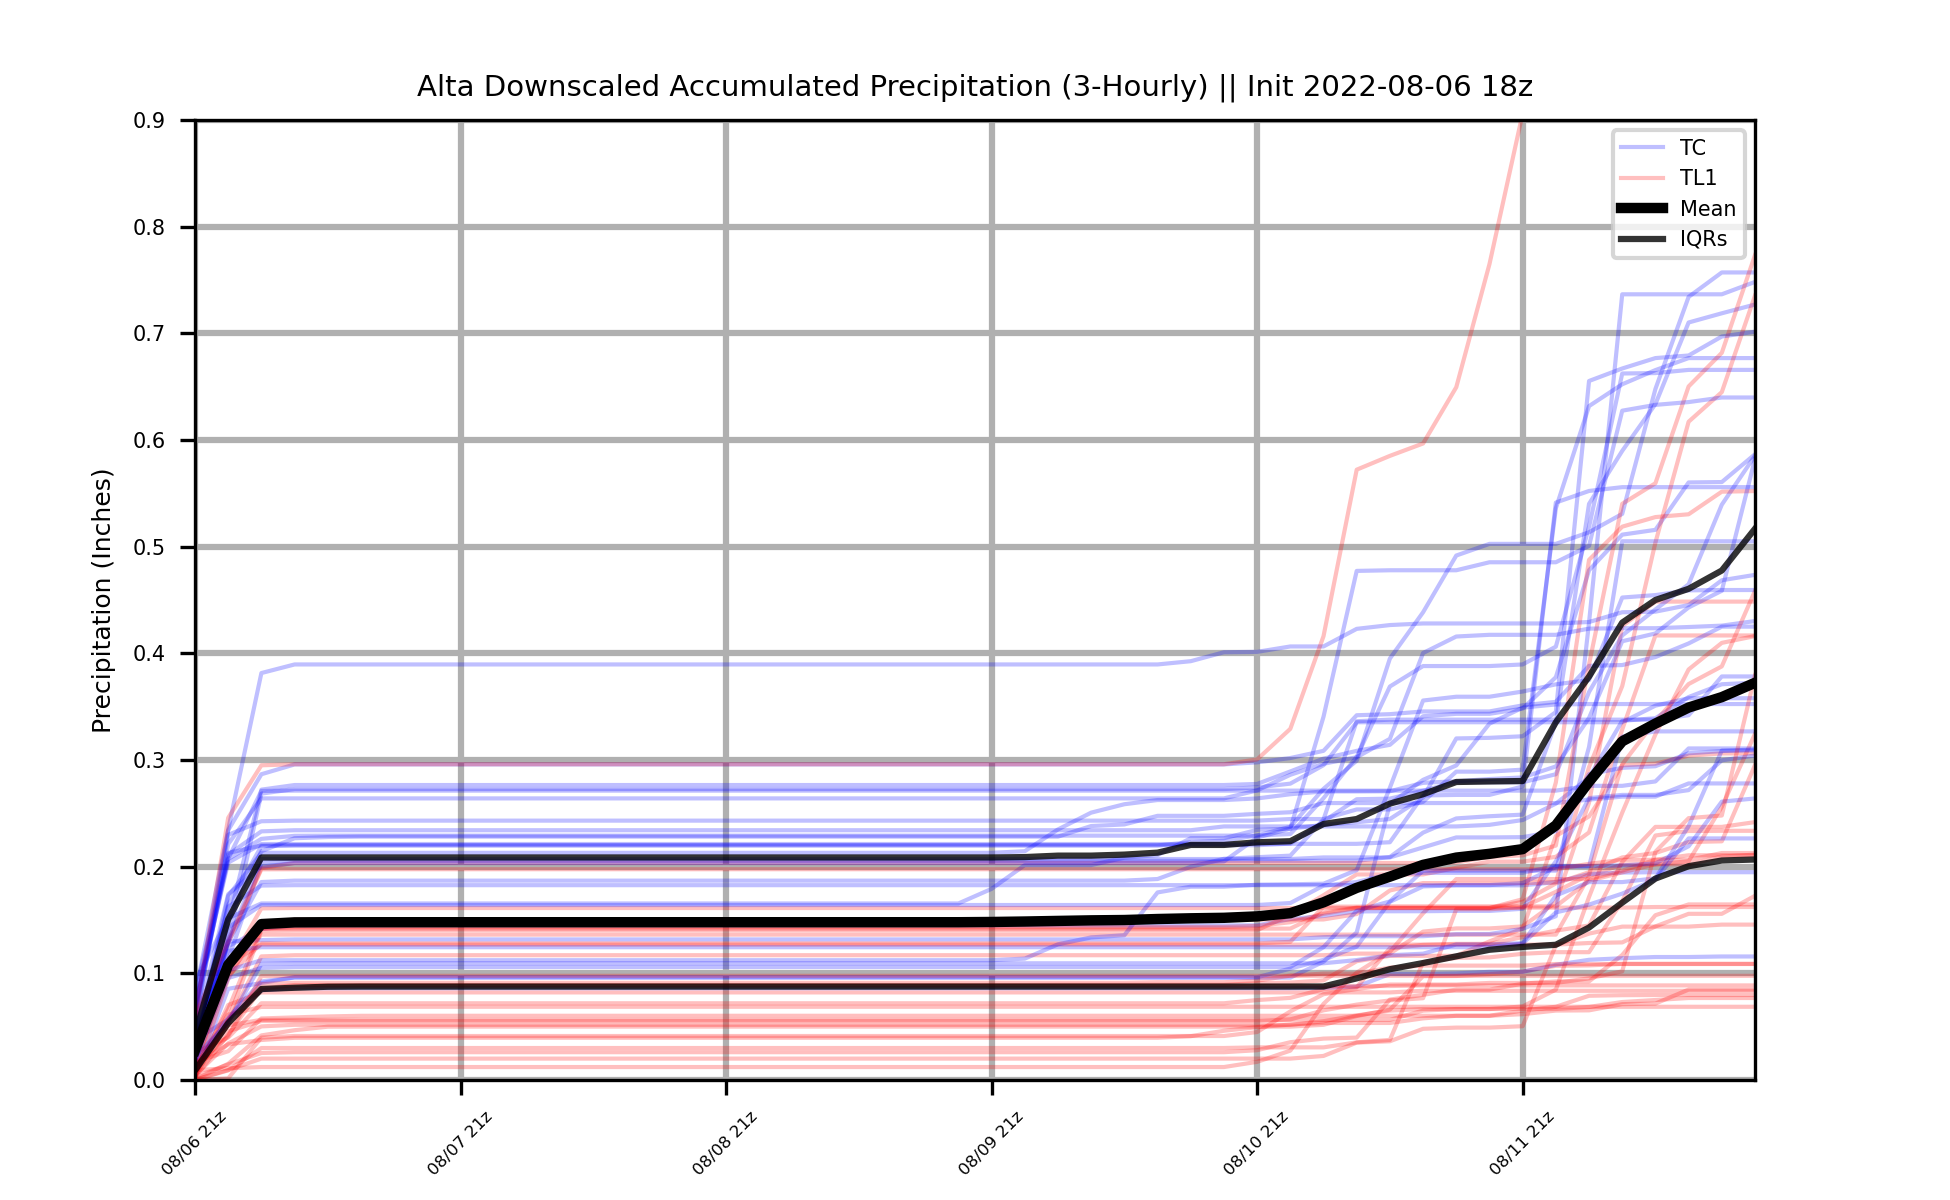 Alta Downscaled Accumulated Precipitation (3-Hourly) || Init 2022-08-06 18z
Precipitation (Inches)
0.9
0.8
0.7
0.6
0.5
0.4
0.3
0.2
0.1
0.0
TC
TL1
Mean
IQRs
08/06 21z
08/07 21z
08/08 21z
08/09 21z
08/10 21z
08/11 21z